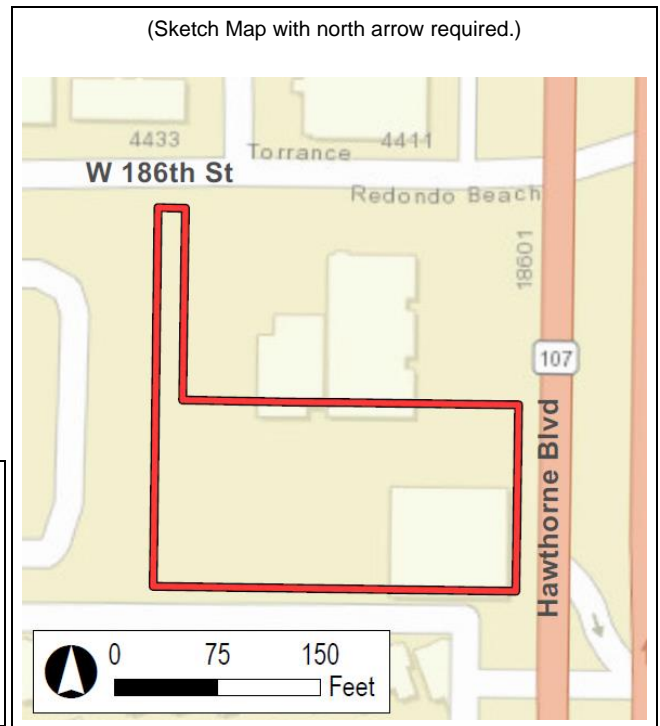 (Sketch Map with north arrow required.)
4433
Torrance
4411
W 186th St
Redondo Beach
18601
107
Hawthorne Blvd
0 75 150
Feet